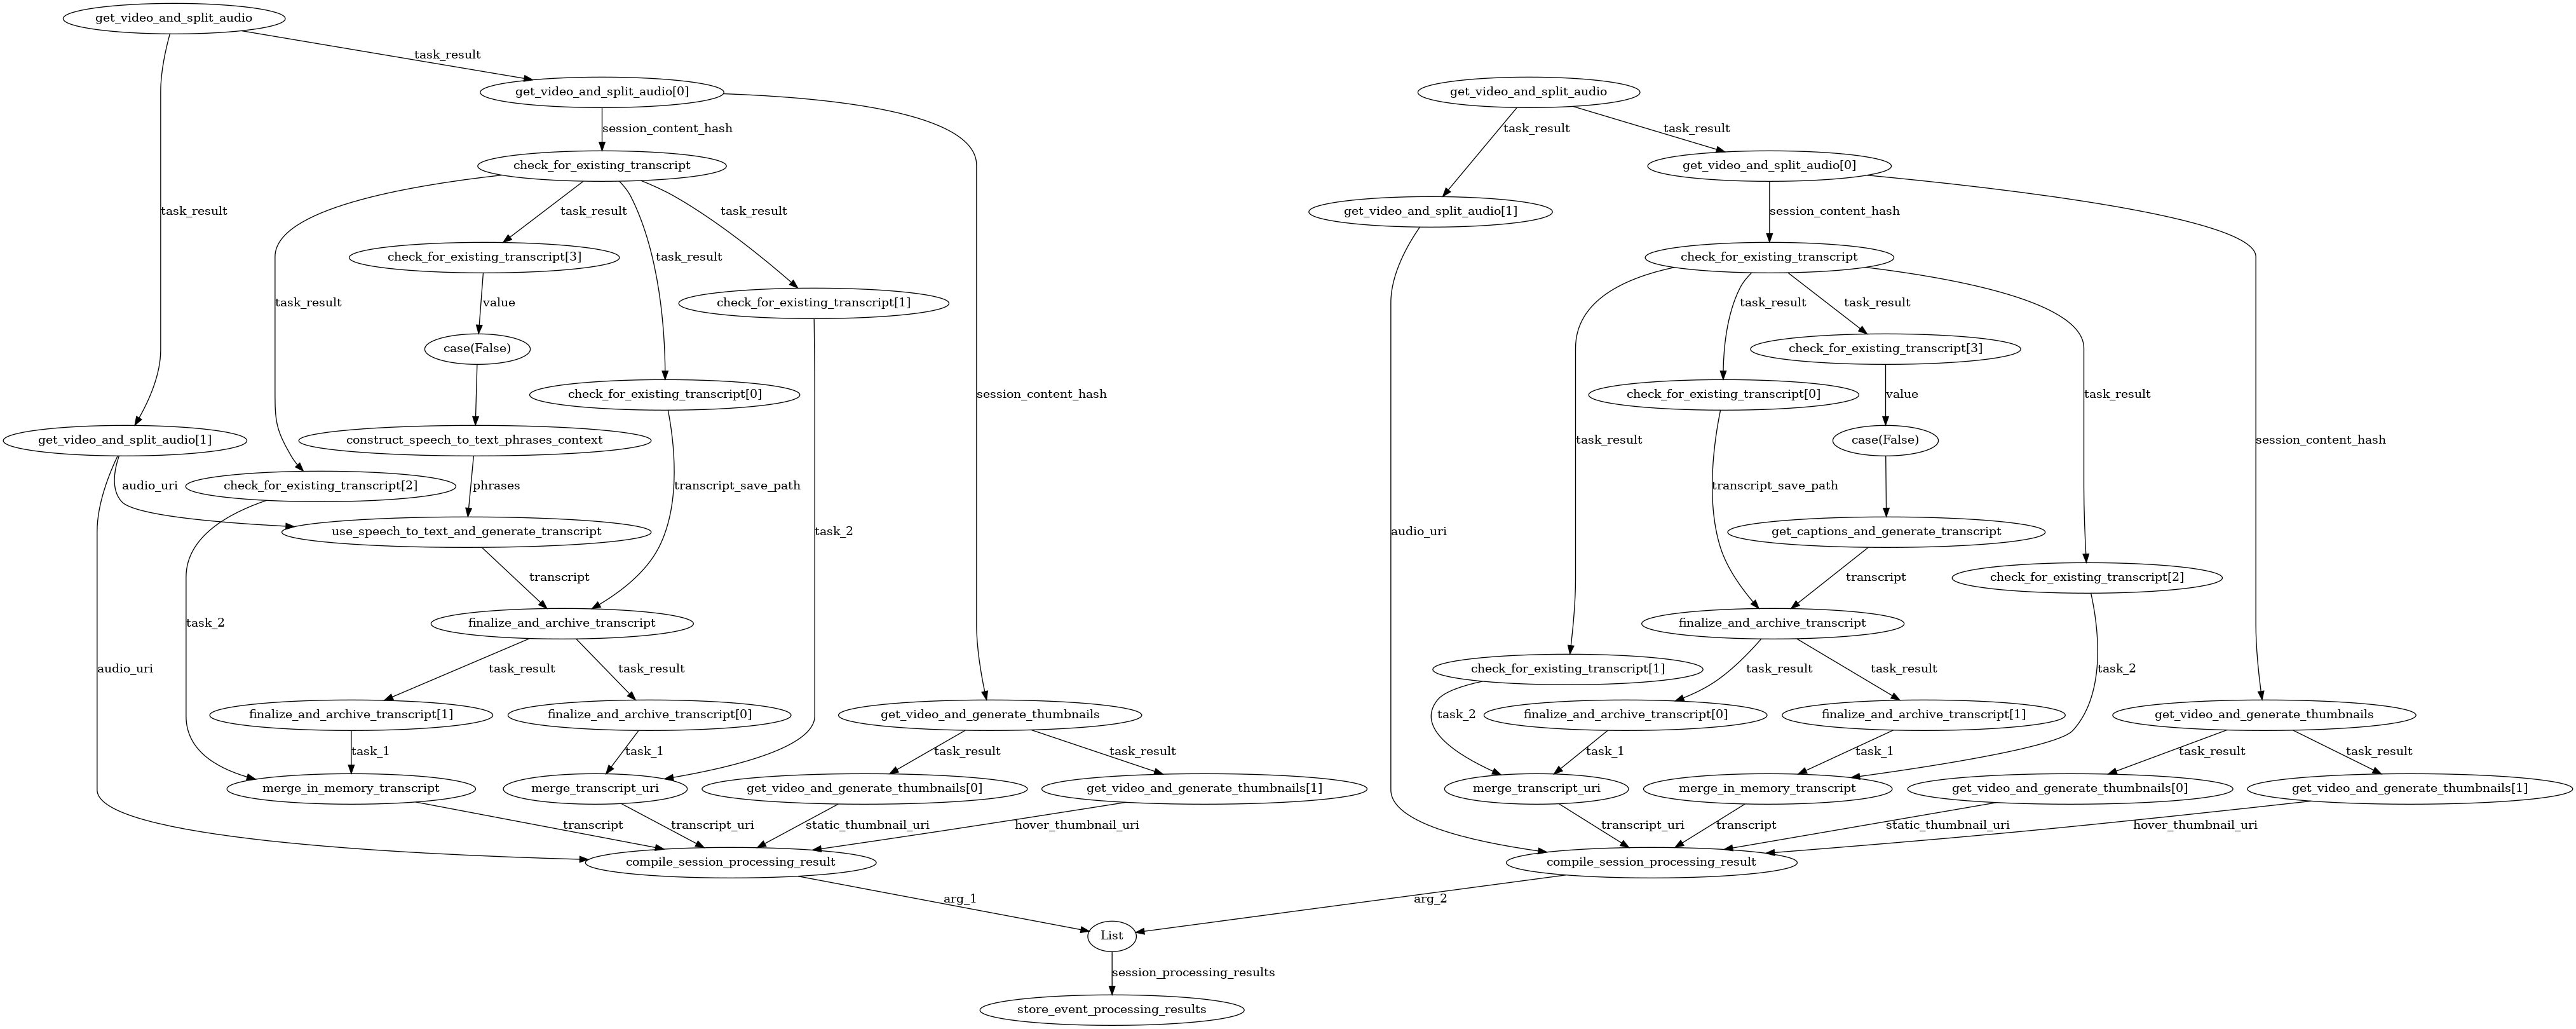 get_video_and_split_audio
task_result
get_video_and_split_audio[0]
get_video_and_split_audio
session_content_hash
task_result
task_result
check_for_existing_transcript
get_video_and_split_audio[0]
task_result
task_result
task_result
get_video_and_split_audio[1]
session_content_hash
check_for_existing_transcript[3]
task_result
check_for_existing_transcript
task_result
value
check_for_existing_transcript[1]
task_result
task_result
case(False)
check_for_existing_transcript[3]
check_for_existing_transcript[0]
session_content_hash
check_for_existing_transcript[0]
value
task_result
get_video_and_split_audio[1]
construct_speech_to_text_phrases_context
task_result
case(False)
session_content_hash
audio_uri
check_for_existing_transcript[2]
phrases
transcript_save_path
transcript_save_path
use_speech_to_text_and_generate_transcript
task_2
audio_uri
get_captions_and_generate_transcript
transcript
transcript
check_for_existing_transcript[2]
task_2
finalize_and_archive_transcript
finalize_and_archive_transcript
audio_uri
task_result
task_result
check_for_existing_transcript[1]
task_result
task_result
task_2
finalize_and_archive_transcript[1]
finalize_and_archive_transcript[0]
get_video_and_generate_thumbnails
task_2
finalize_and_archive_transcript[0]
finalize_and_archive_transcript[1]
get_video_and_generate_thumbnails
task_1
task_1
task_result
task_result
task_1
task_1
task_result
task_result
merge_in_memory_transcript
merge_transcript_uri
get_video_and_generate_thumbnails[0]
get_video_and_generate_thumbnails[1]
merge_transcript_uri
merge_in_memory_transcript
get_video_and_generate_thumbnails[0]
get_video_and_generate_thumbnails[1]
transcript
transcript_uri
static_thumbnail_uri
hover_thumbnail_uri
transcript_uri
transcript
static_thumbnail_uri
hover_thumbnail_uri
compile_session_processing_result
compile_session_processing_result
arg_1
arg_2
List
session_processing_results
store_event_processing_results